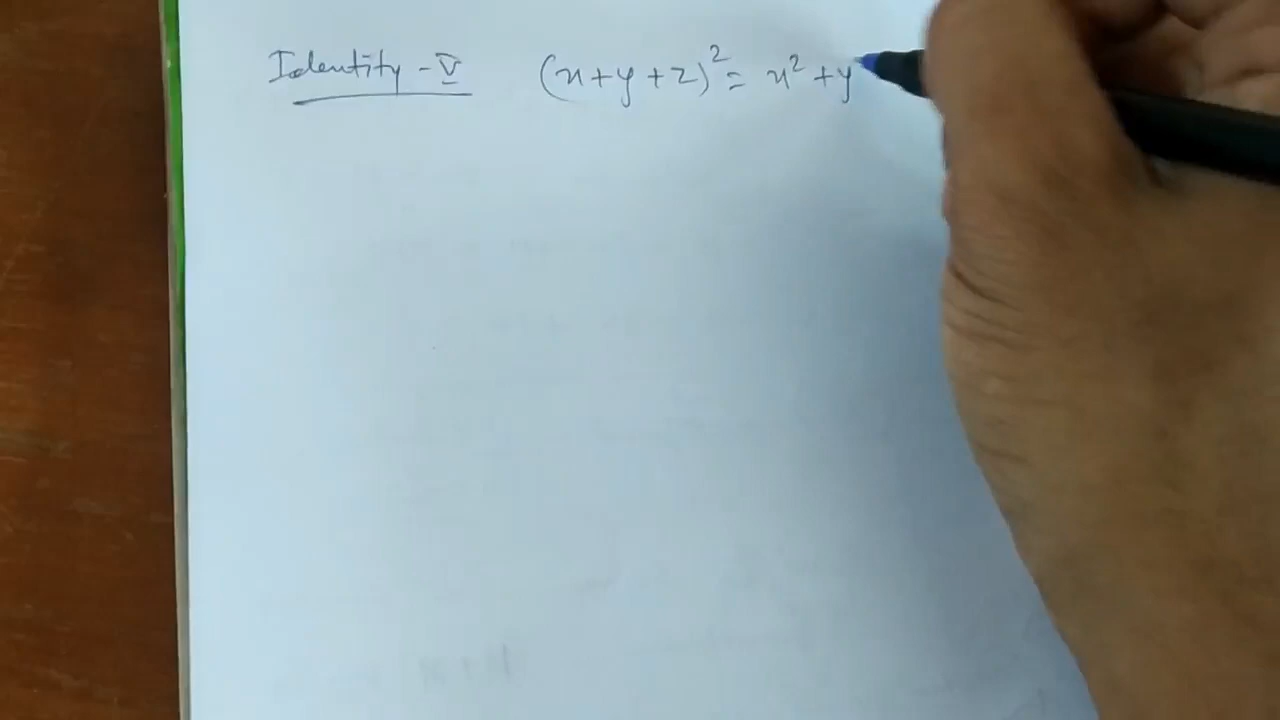 Identity - V (x+y+z)² = x² + y